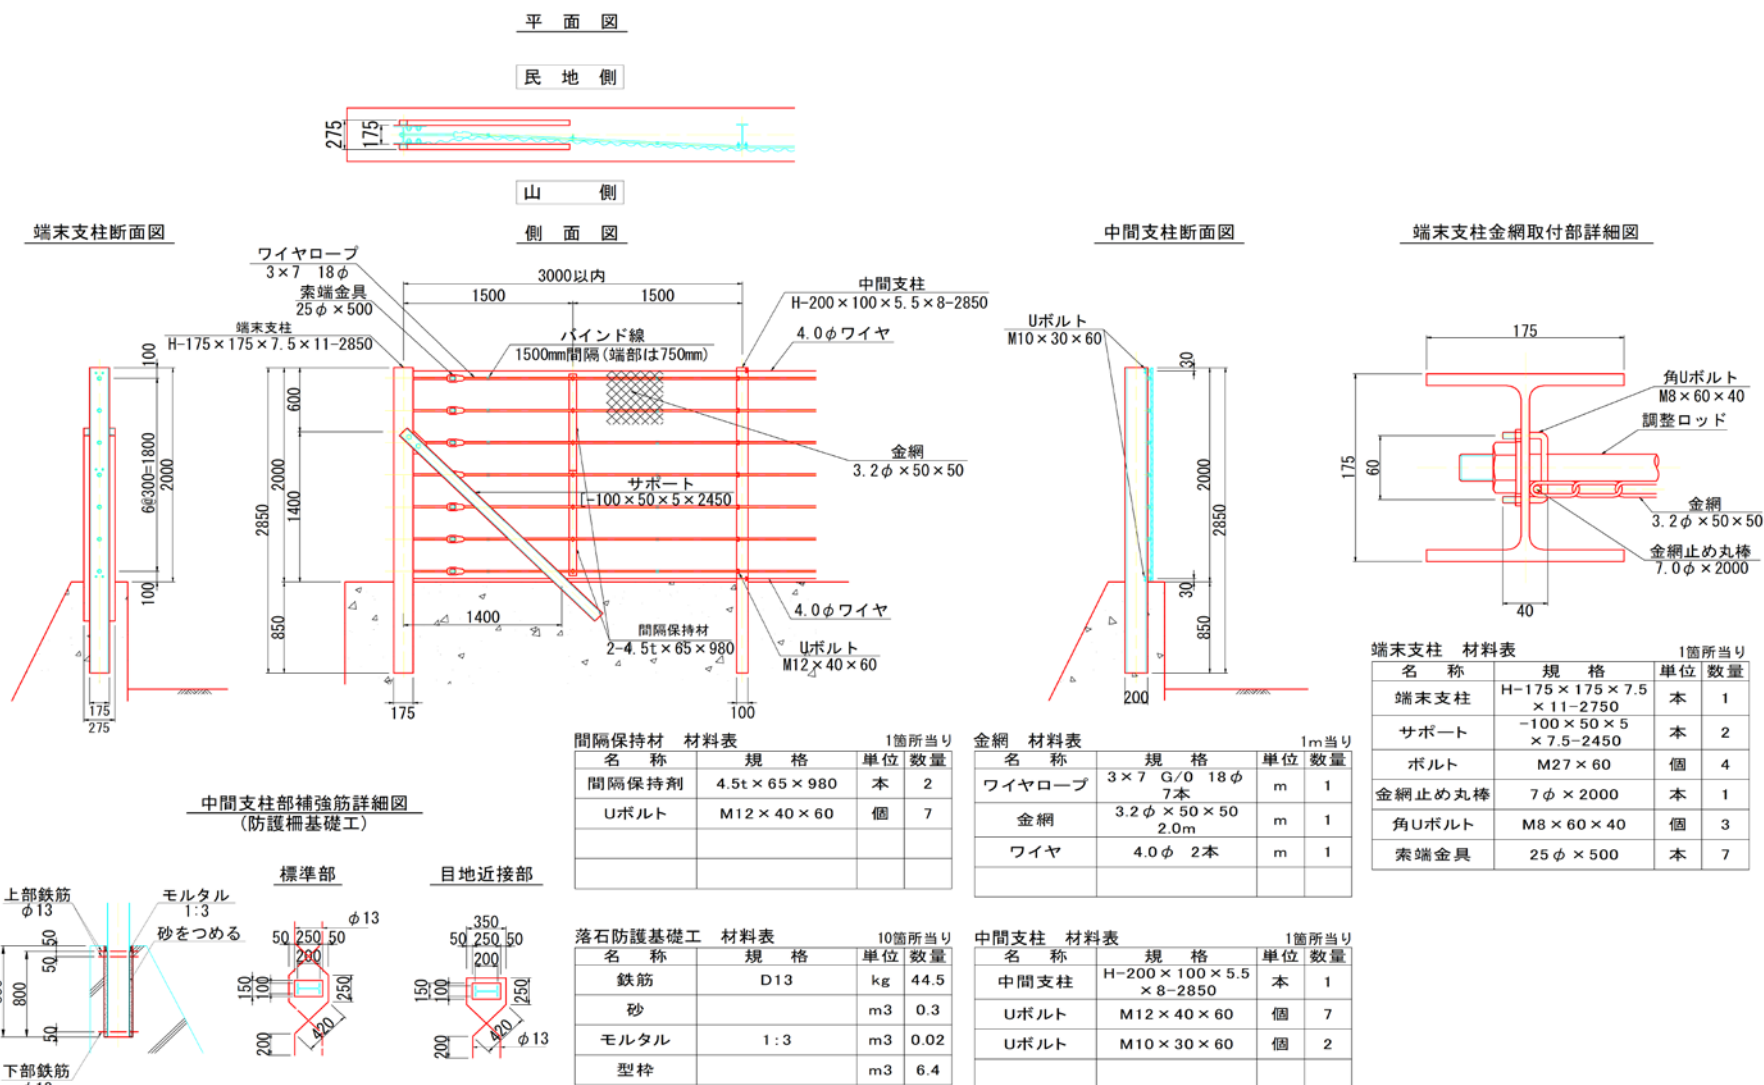 平 面 図
民 地 側
275
175
山 側
端末支柱断面図
側 面 図
中間支柱断面図
端末支柱金網取付部詳細図
ワイヤロープ
3×7 18φ
索端金具
25φ×500
端末支柱
H-175×175×7.5×11-2850
3000以内
1500
1500
バインド線
1500mm間隔(端部は750mm)
中間支柱
H-200×100×5.5×8-2850
4.0φワイヤ
金網
3.2φ×50×50
サポート
[-100×50×5×2450
600
2000
1400
2850
850
1400
間隔保持材
2-4.5t×65×980
4.0φワイヤ
Uボルト
M12×40×60
175
100
100
6@300=1800
2000
100
175
275
Uボルト
M10×30×60
30
2000
2850
30
850
200
175
角Uボルト
M8×60×40
調整ロッド
175
60
金網
3.2φ×50×50
金網止め丸棒
7.0φ×2000
40
端末支柱 材料表 1箇所当り
名 称 規 格 単位 数量
端末支柱 H-175×175×7.5
×11-2750 本 1
サポート -100×50×5
×7.5-2450 本 2
ボルト M27×60 個 4
金網止め丸棒 7φ×2000 本 1
角Uボルト M8×60×40 個 3
索端金具 25φ×500 本 7
間隔保持材 材料表 1箇所当り
名 称 規 格 単位 数量
間隔保持剤 4.5t×65×980 本 2
Uボルト M12×40×60 個 7
金網 材料表 1m当り
名 称 規 格 単位 数量
ワイヤロープ 3×7 G/0 18φ
7本 m 1
金網 3.2φ×50×50
2.0m m 1
ワイヤ 4.0φ 2本 m 1
中間支柱部補強筋詳細図
(防護柵基礎工)
標準部
目地近接部
上部鉄筋
φ13
モルタル
1:3
砂をつめる
50
50
800
50
下部鉄筋
φ13
50 250 50
200
150
100
250
420
200
350
50 250 50
200
150
100
250
420
200
φ13
落石防護基礎工 材料表 10箇所当り
名 称 規 格 単位 数量
鉄筋 D13 kg 44.5
砂 m3 0.3
モルタル 1:3 m3 0.02
型枠 m3 6.4
中間支柱 材料表 1箇所当り
名 称 規 格 単位 数量
中間支柱 H-200×100×5.5
×8-2850 本 1
Uボルト M12×40×60 個 7
Uボルト M10×30×60 個 2